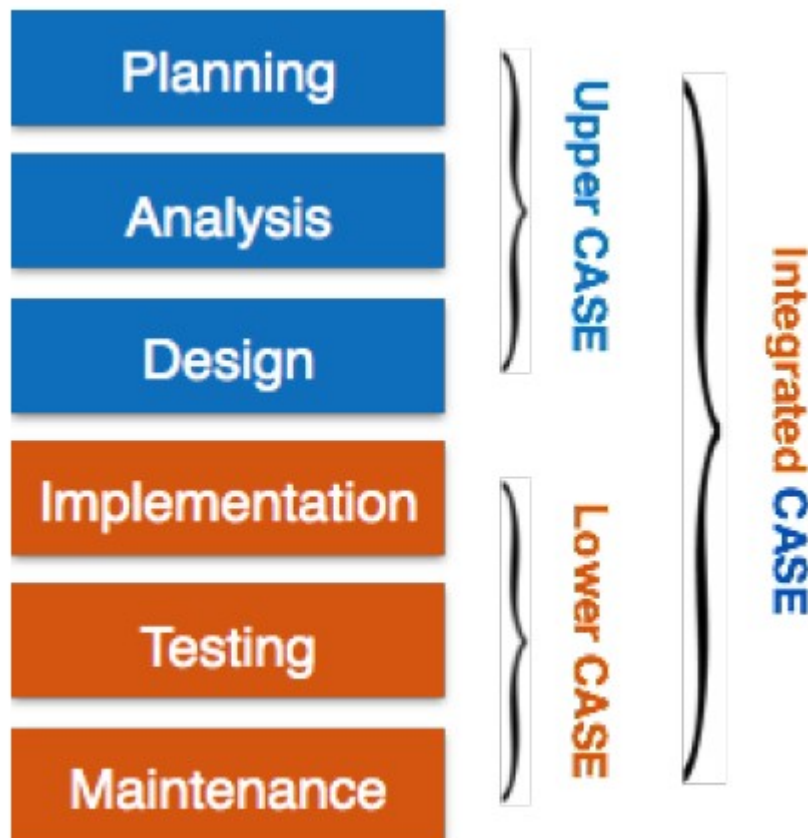 Planning
Analysis
Design
Implementation
Testing
Maintenance
Upper CASE
Lower CASE
Integrated CASE